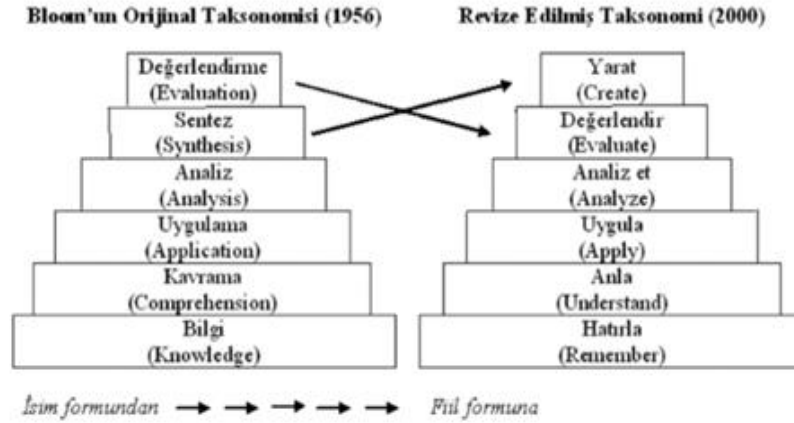 Bloom'un Orijinal Taksonomisi (1956)
Değerlendirme
(Evaluation)
Sentez
(Synthesis)
Analiz
(Analysis)
Uygulama
(Application)
Kavrama
(Comprehension)
Bilgi
(Knowledge)
Revize Edilmiş Taksonomi (2000)
Yarat
(Create)
Değerlendir
(Evaluate)
Analiz et
(Analyze)
Uygula
(Apply)
Anla
(Understand)
Hatırla
(Remember)
İsim formundan
Fiil formuna